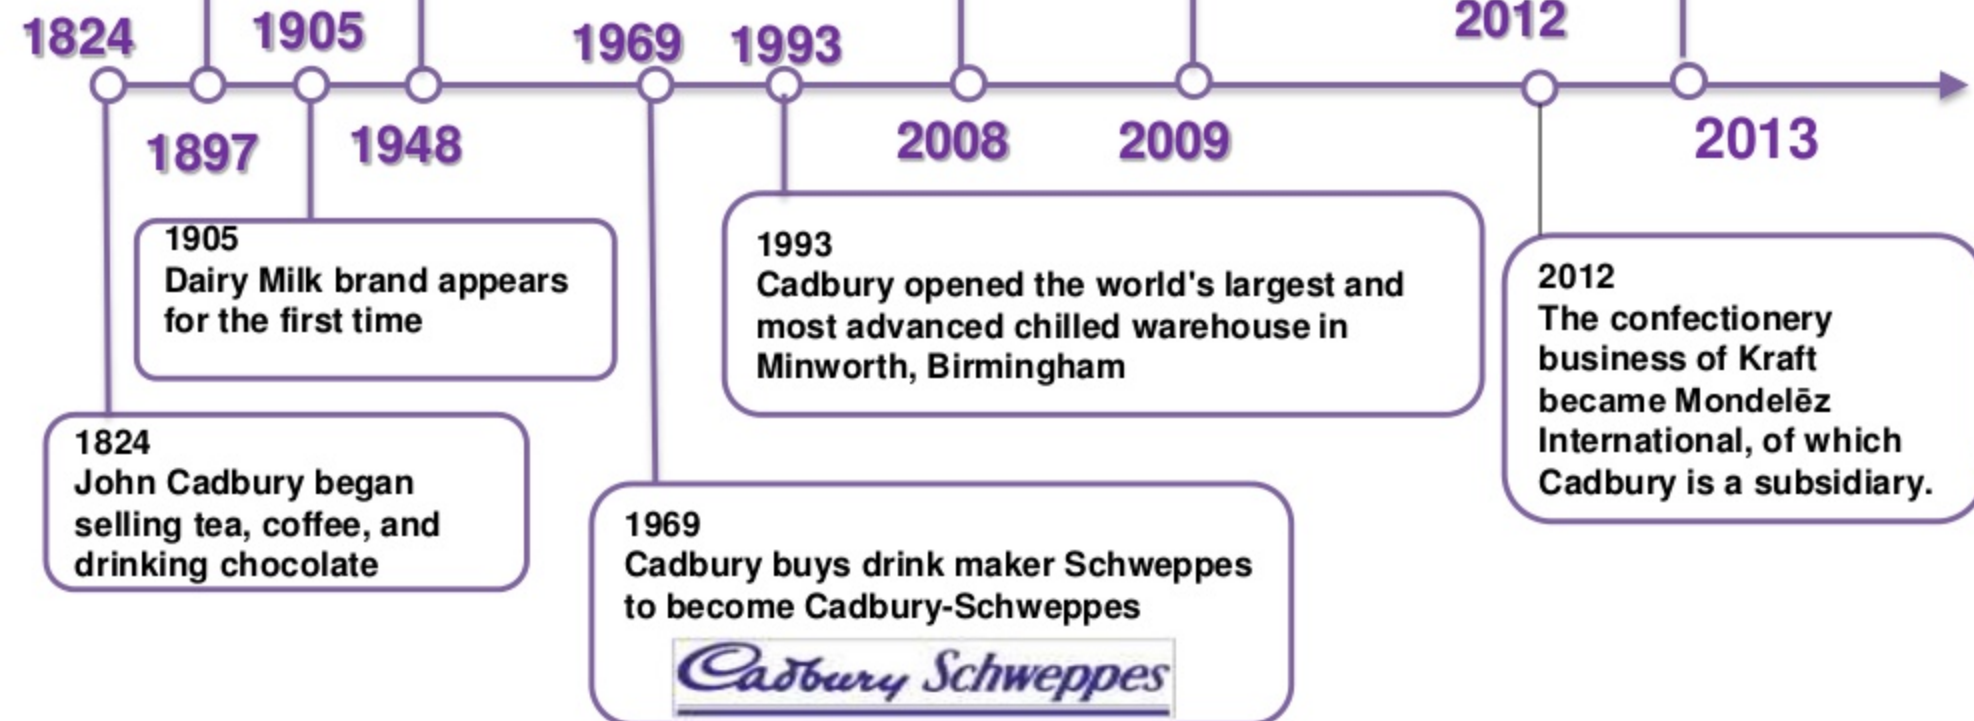 1824
1905
1969
1993
2012
1897
1948
2008
2009
2013
1905
Dairy Milk brand appears
for the first time
1993
Cadbury opened the world's largest and
most advanced chilled warehouse in
Minworth, Birmingham
2012
The confectionery
business of Kraft
became Mondelēz
International, of which
Cadbury is a subsidiary.
1824
John Cadbury began
selling tea, coffee, and
drinking chocolate
1969
Cadbury buys drink maker Schweppes
to become Cadbury-Schweppes
Cadbury Schweppes